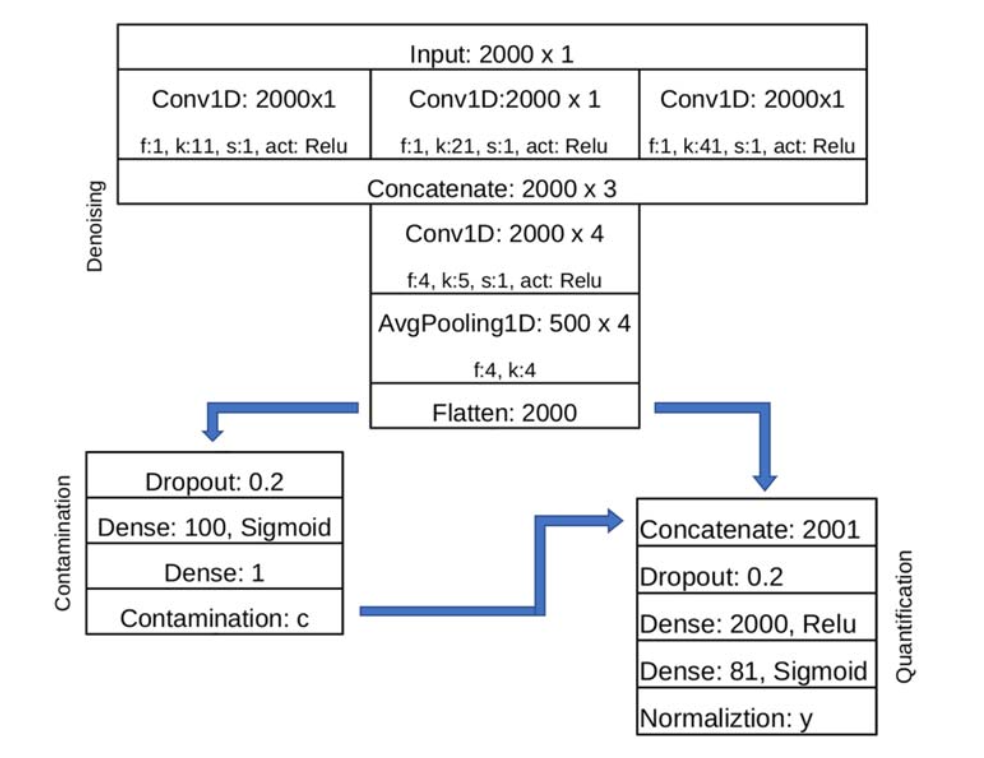 Input: 2000 x 1
Conv1D: 2000x1
f:1, k:11, s:1, act: Relu
Conv1D:2000 x 1
f:1, k:21, s:1, act: Relu
Conv1D: 2000x1
f:1, k:41, s:1, act: Relu
Concatenate: 2000 x 3
Denoising
Conv1D: 2000 x 4
f:4, k:5, s:1, act: Relu
AvgPooling1D: 500 x 4
f:4, k:4
Flatten: 2000
Contamination
Dropout: 0.2
Dense: 100, Sigmoid
Dense: 1
Contamination: c
Concatenate: 2001
Dropout: 0.2
Dense: 2000, Relu
Dense: 81, Sigmoid
Normaliztion: y
Quantification